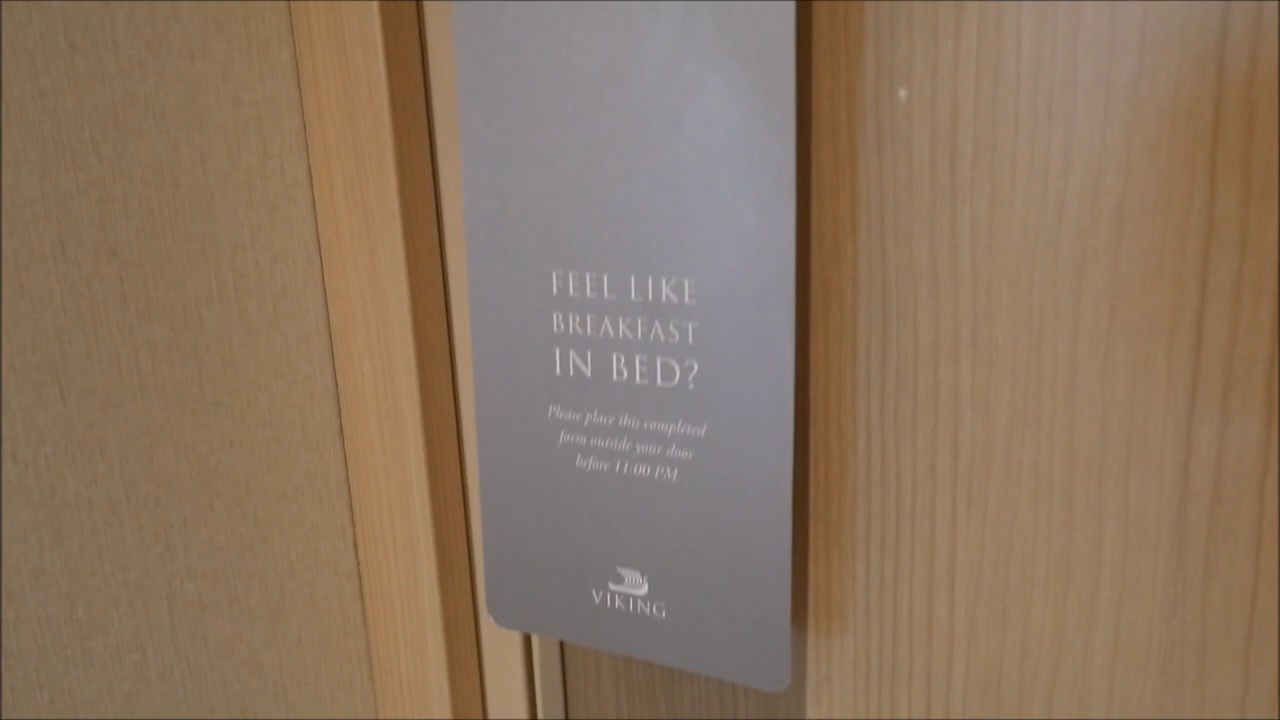 FEEL LIKE
BREAKFAST
IN BED?
Please place this completed
form outside your door
before 11:00 PM.
VIKING